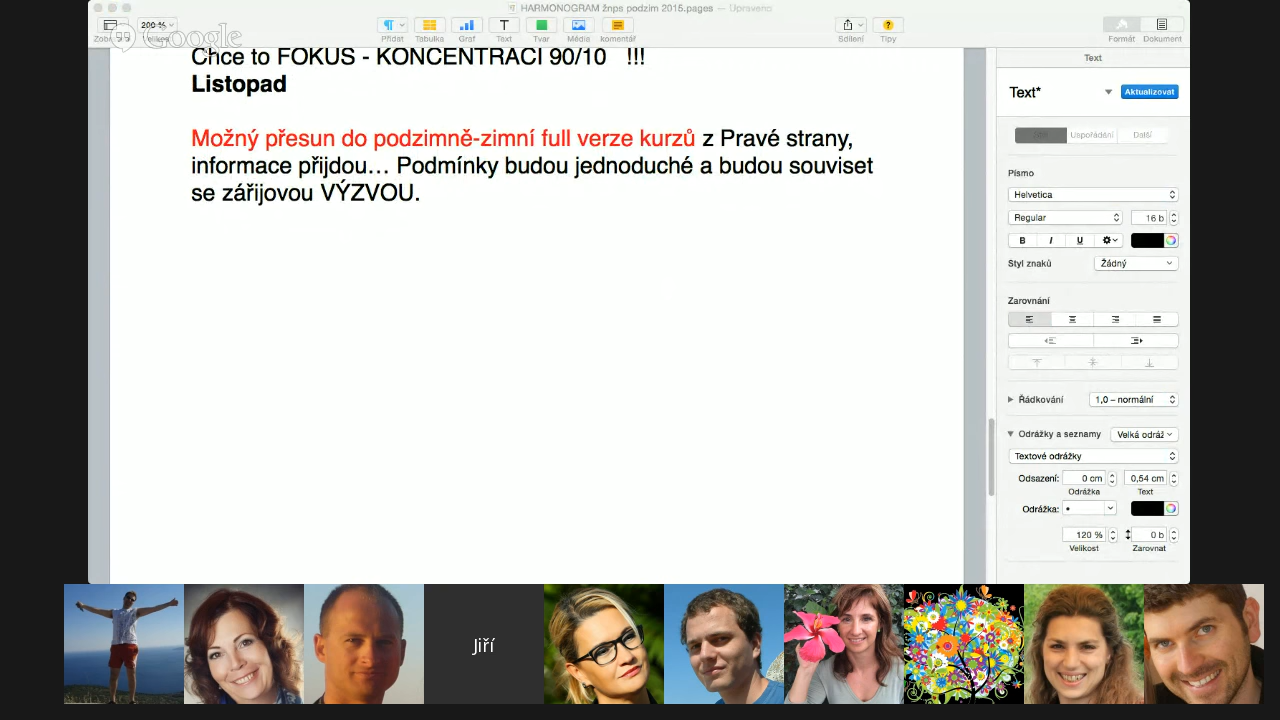 HARMONOGRAM žnps podzim 2015.pages — Upraveno
200 %
Google
Přidat Tabulka Graf Text Tvar Média komentář Sdílení Tipy Formát Dokument
Chce to FOKUS - KONCENTRACI 90/10 !!!
Listopad
Možný přesun do podzimně-zimní full verze kurzů z Pravé strany,
informace přijdou… Podmínky budou jednoduché a budou souviset
se zářijovou VÝZVOU.
Text
Text* Aktualizovat
Uspořádání Další
Písmo
Helvetica
Regular 16 b
B I U
Styl znaků Žádný
Zarovnání
Řádkování 1,0 – normální
Odrážky a seznamy Velká odráž
Textové odrážky
Odsazení: 0 cm 0,54 cm
Odrážka Text
Odrážka: •
120 % 0 b
Velikost Zarovnat
Jiří